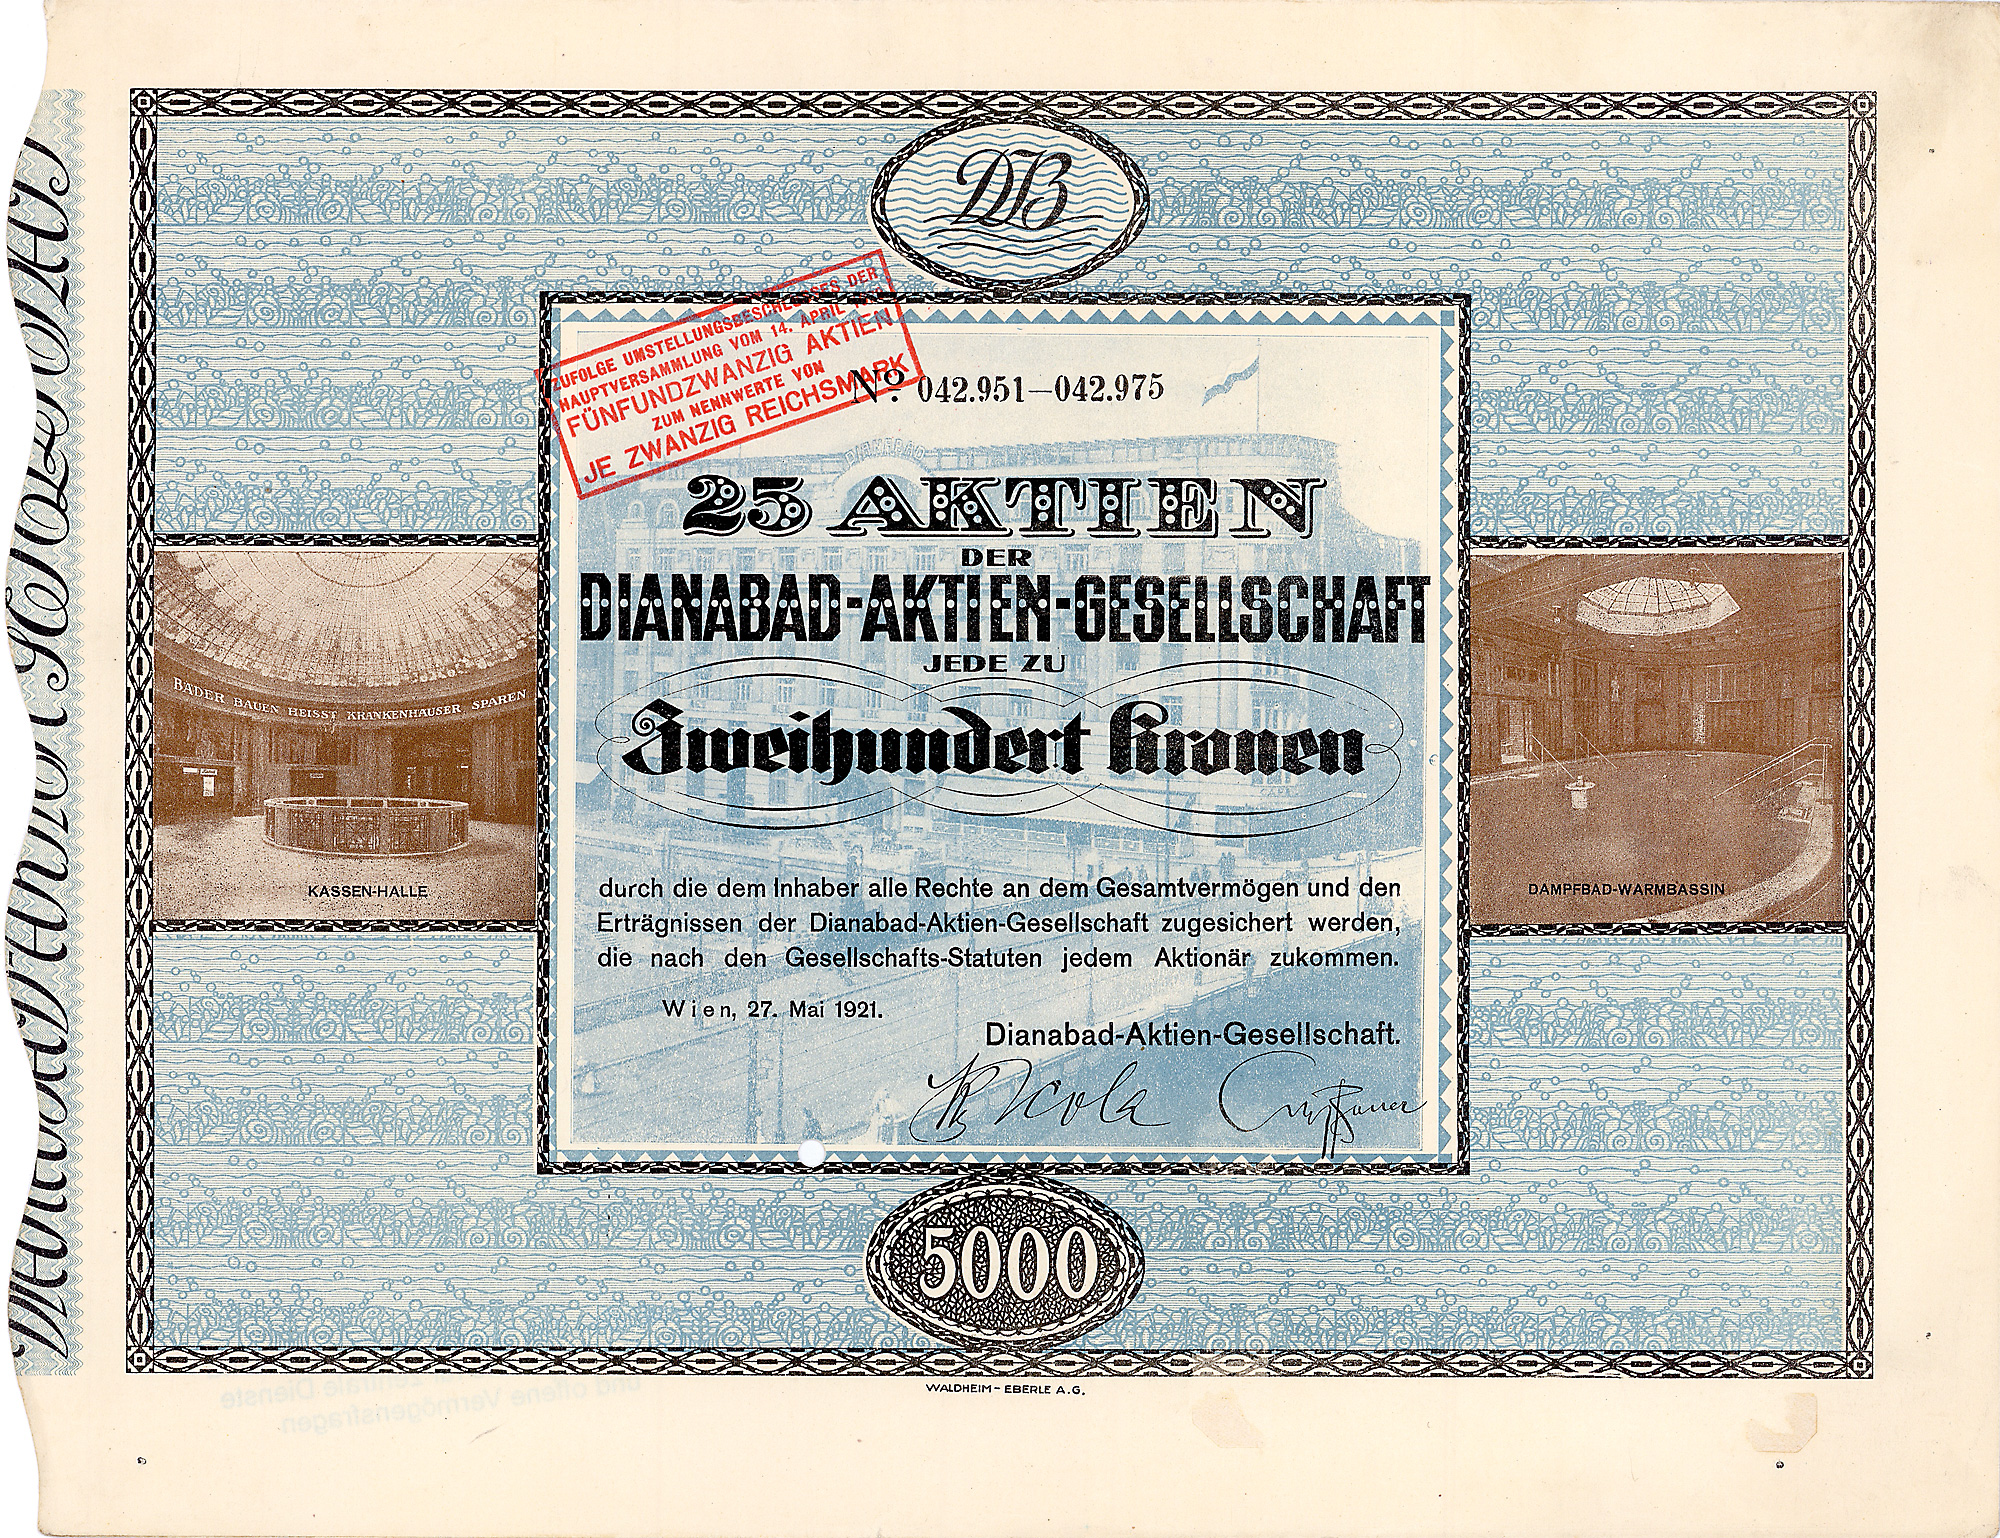 DB
ZUFOLGE UMSTELLUNGSBESCHLUSSES DER
HAUPTVERSAMMLUNG VOM 14. APRIL
FÜNFUNDZWANZIG AKTIEN
ZUM NENNWERTE VON
JE ZWANZIG REICHSMARK
No. 042.951—042.975
DIANABAD
25 AKTIEN
DER
DIANABAD-AKTIEN-GESELLSCHAFT
JEDE ZU
Zweihundert Kronen
BÄDER BAUEN HEISST KRANKENHÄUSER SPAREN
KASSEN-HALLE
DAMPFBAD-WARMBASSIN
durch die dem Inhaber alle Rechte an dem Gesamtvermögen und den
Erträgnissen der Dianabad-Aktien-Gesellschaft zugesichert werden,
die nach den Gesellschafts-Statuten jedem Aktionär zukommen.
Wien, 27. Mai 1921.
Dianabad-Aktien-Gesellschaft.
5000
WALDHEIM-EBERLE A.G.